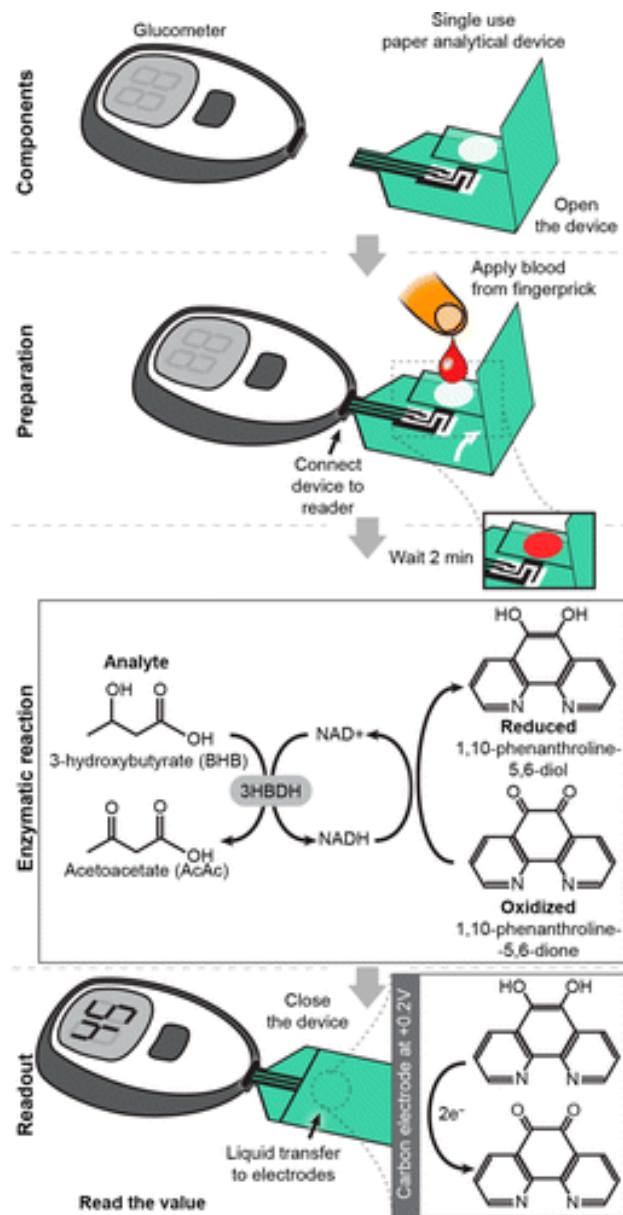 Components
Glucometer
Single use
paper analytical device
Open
the device
Preparation
Apply blood
from fingerprick
Connect
device to
reader
Wait 2 min
Enzymatic reaction
Analyte
OH
O
OH
3-hydroxybutyrate (BHB)
3HBDH
NAD+
NADH
O
O
OH
Acetoacetate (AcAc)
HO
OH
N
N
Reduced
1,10-phenanthroline-
5,6-diol
O
O
N
N
Oxidized
1,10-phenanthroline-
-5,6-dione
Readout
Close
the device
Liquid transfer
to electrodes
Read the value
Carbon electrode at +0.2V
HO
OH
N
N
2e⁻
O
O
N
N